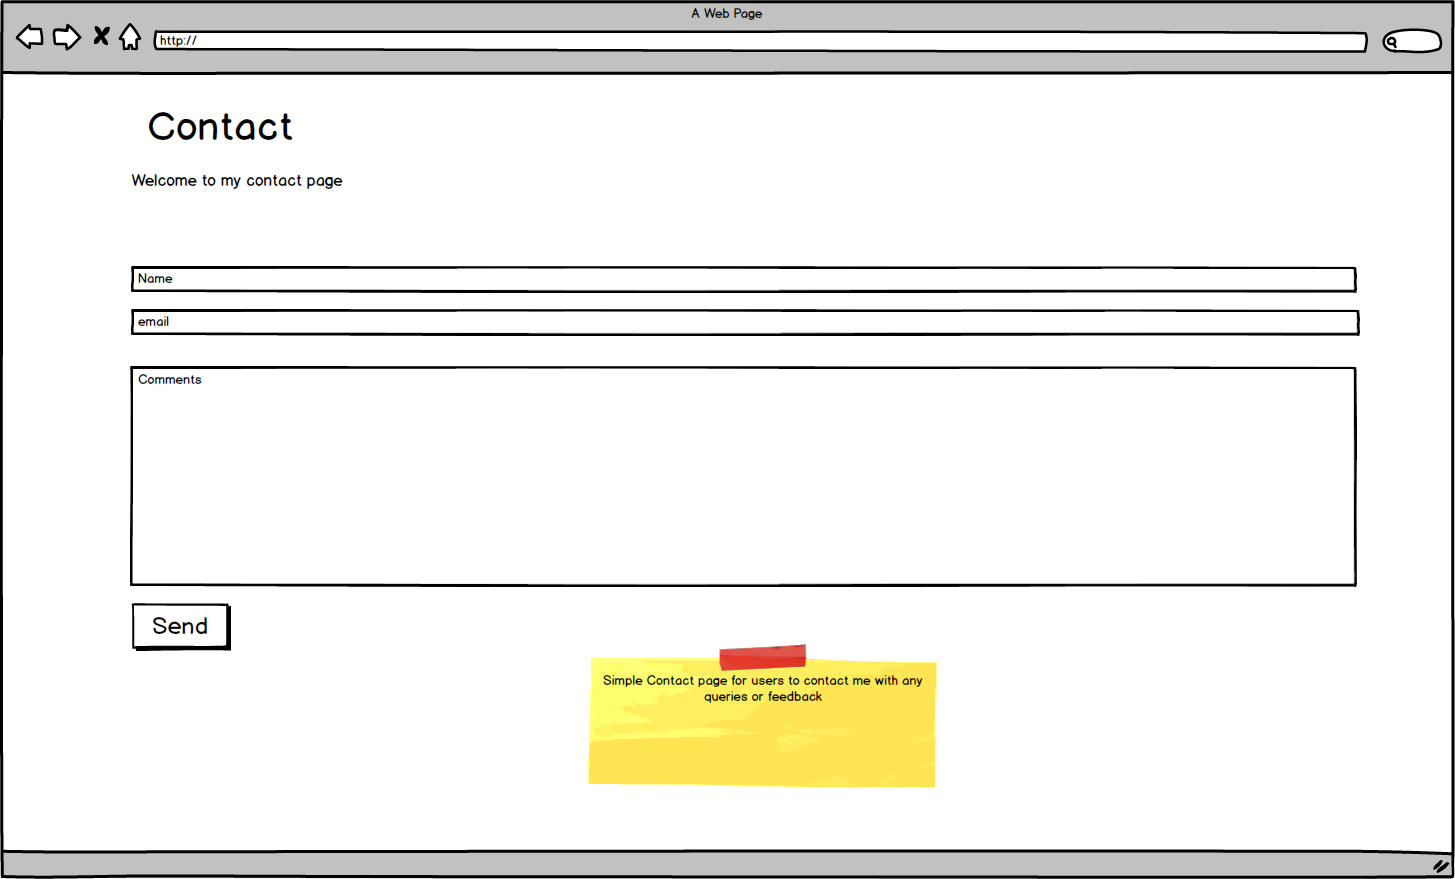 A Web Page
http://
Contact
Welcome to my contact page
Name
email
Comments
Send
Simple Contact page for users to contact me with any
queries or feedback